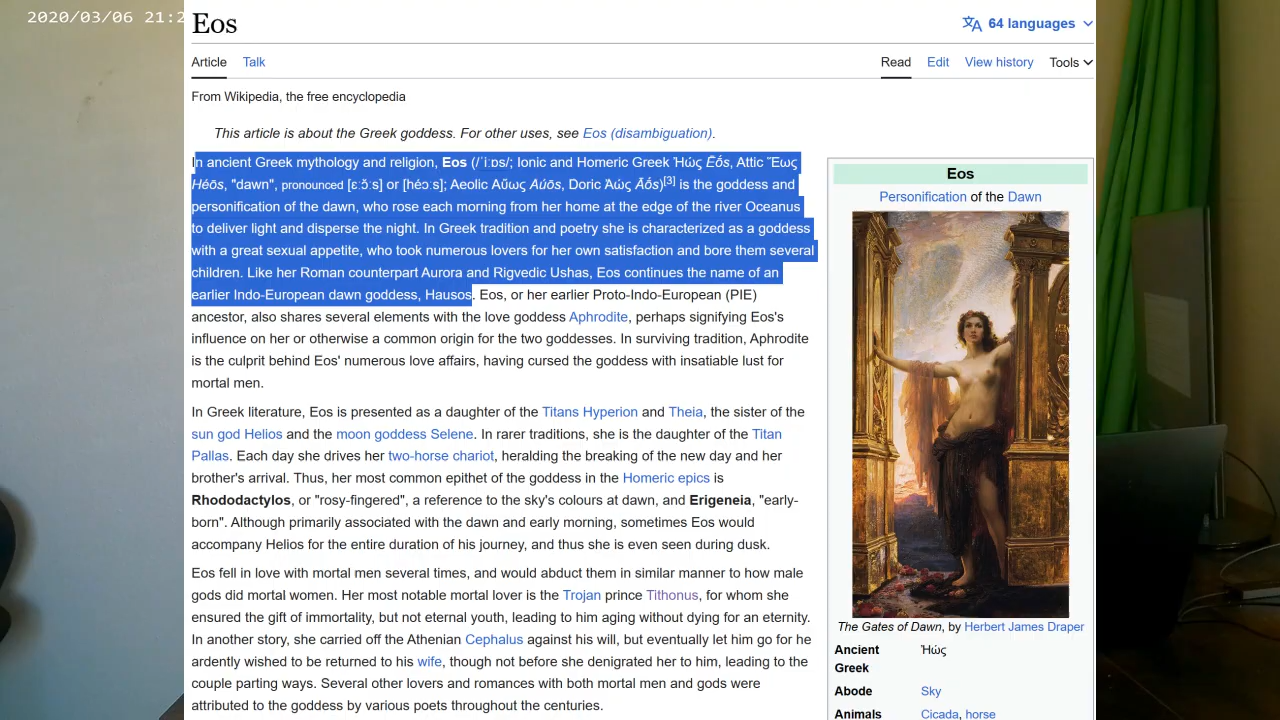 2020/03/06 21:2
Eos
64 languages
Article Talk
Read Edit View history Tools
From Wikipedia, the free encyclopedia
This article is about the Greek goddess. For other uses, see Eos (disambiguation).
In ancient Greek mythology and religion, Eos (/ˈiːɒs/; Ionic and Homeric Greek Ἠώς Ēṓs, Attic Ἕως
Héōs, "dawn", pronounced [ɛːɔ̌ːs] or [héɔːs]; Aeolic Αὔως Aúōs, Doric Ἀώς Āṓs)[3] is the goddess and
personification of the dawn, who rose each morning from her home at the edge of the river Oceanus
to deliver light and disperse the night. In Greek tradition and poetry she is characterized as a goddess
with a great sexual appetite, who took numerous lovers for her own satisfaction and bore them several
children. Like her Roman counterpart Aurora and Rigvedic Ushas, Eos continues the name of an
earlier Indo-European dawn goddess, Hausos. Eos, or her earlier Proto-Indo-European (PIE)
ancestor, also shares several elements with the love goddess Aphrodite, perhaps signifying Eos's
influence on her or otherwise a common origin for the two goddesses. In surviving tradition, Aphrodite
is the culprit behind Eos' numerous love affairs, having cursed the goddess with insatiable lust for
mortal men.
In Greek literature, Eos is presented as a daughter of the Titans Hyperion and Theia, the sister of the
sun god Helios and the moon goddess Selene. In rarer traditions, she is the daughter of the Titan
Pallas. Each day she drives her two-horse chariot, heralding the breaking of the new day and her
brother's arrival. Thus, her most common epithet of the goddess in the Homeric epics is
Rhododactylos, or "rosy-fingered", a reference to the sky's colours at dawn, and Erigeneia, "early-
born". Although primarily associated with the dawn and early morning, sometimes Eos would
accompany Helios for the entire duration of his journey, and thus she is even seen during dusk.
Eos fell in love with mortal men several times, and would abduct them in similar manner to how male
gods did mortal women. Her most notable mortal lover is the Trojan prince Tithonus, for whom she
ensured the gift of immortality, but not eternal youth, leading to him aging without dying for an eternity.
In another story, she carried off the Athenian Cephalus against his will, but eventually let him go for he
ardently wished to be returned to his wife, though not before she denigrated her to him, leading to the
couple parting ways. Several other lovers and romances with both mortal men and gods were
attributed to the goddess by various poets throughout the centuries.
Eos
Personification of the Dawn
The Gates of Dawn, by Herbert James Draper
Ancient Greek Ἠώς
Abode Sky
Animals Cicada, horse